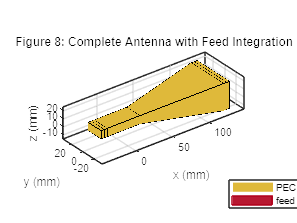 Figure 8: Complete Antenna with Feed Integration
z (mm)
20
10
0
-10
20
0
-20
y (mm)
0
50
100
x (mm)
PEC
feed